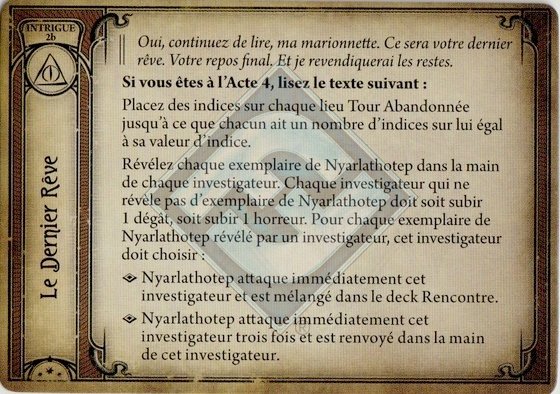 INTRIGUE
2b
Le Dernier Rêve
Oui, continuez de lire, ma marionnette. Ce sera votre dernier
rêve. Votre repos final. Et je revendiquerai les restes.
Si vous êtes à l'Acte 4, lisez le texte suivant :
Placez des indices sur chaque lieu Tour Abandonnée
jusqu'à ce que chacun ait un nombre d'indices sur lui égal
à sa valeur d'indice.
Révélez chaque exemplaire de Nyarlathotep dans la main
de chaque investigateur. Chaque investigateur qui ne
révèle pas d'exemplaire de Nyarlathotep doit soit subir
1 dégât, soit subir 1 horreur. Pour chaque exemplaire de
Nyarlathotep révélé par un investigateur, cet investigateur
doit choisir :
Nyarlathotep attaque immédiatement cet
investigateur et est mélangé dans le deck Rencontre.
Nyarlathotep attaque immédiatement cet
investigateur trois fois et est renvoyé dans la main
de cet investigateur.